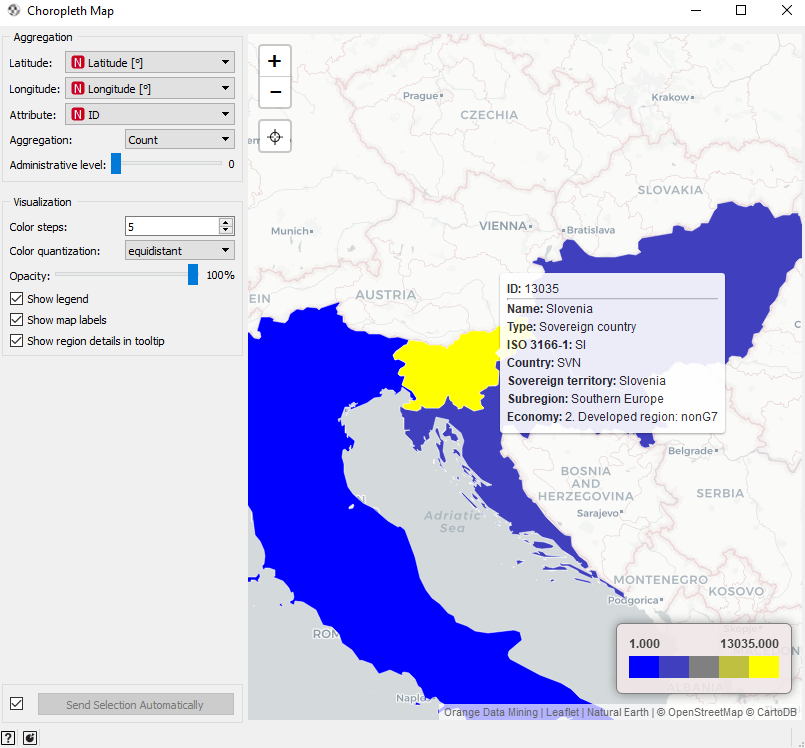 Choropleth Map
Aggregation
Latitude: N Latitude [°]
Longitude: N Longitude [°]
Attribute: N ID
Aggregation: Count
Administrative level: 0
Visualization
Color steps: 5
Color quantization: equidistant
Opacity: 100%
Show legend
Show map labels
Show region details in tooltip
Send Selection Automatically
?
+
−
Prague
Krakow
CZECHIA
SLOVAKIA
VIENNA
Bratislava
Munich
EIN
AUSTRIA
ID: 13035
Name: Slovenia
Type: Sovereign country
ISO 3166-1: SI
Country: SVN
Sovereign territory: Slovenia
Subregion: Southern Europe
Economy: 2. Developed region: nonG7
Belgrade
BOSNIA
AND
HERZEGOVINA
SERBIA
Sarajevo
Adriatic
Sea
MONTENEGRO
KOSOVO
Podgorica
Skopje
ROM
ALBANIA
Naples
1.000 13035.000
Orange Data Mining | Leaflet | Natural Earth | © OpenStreetMap © CartoDB